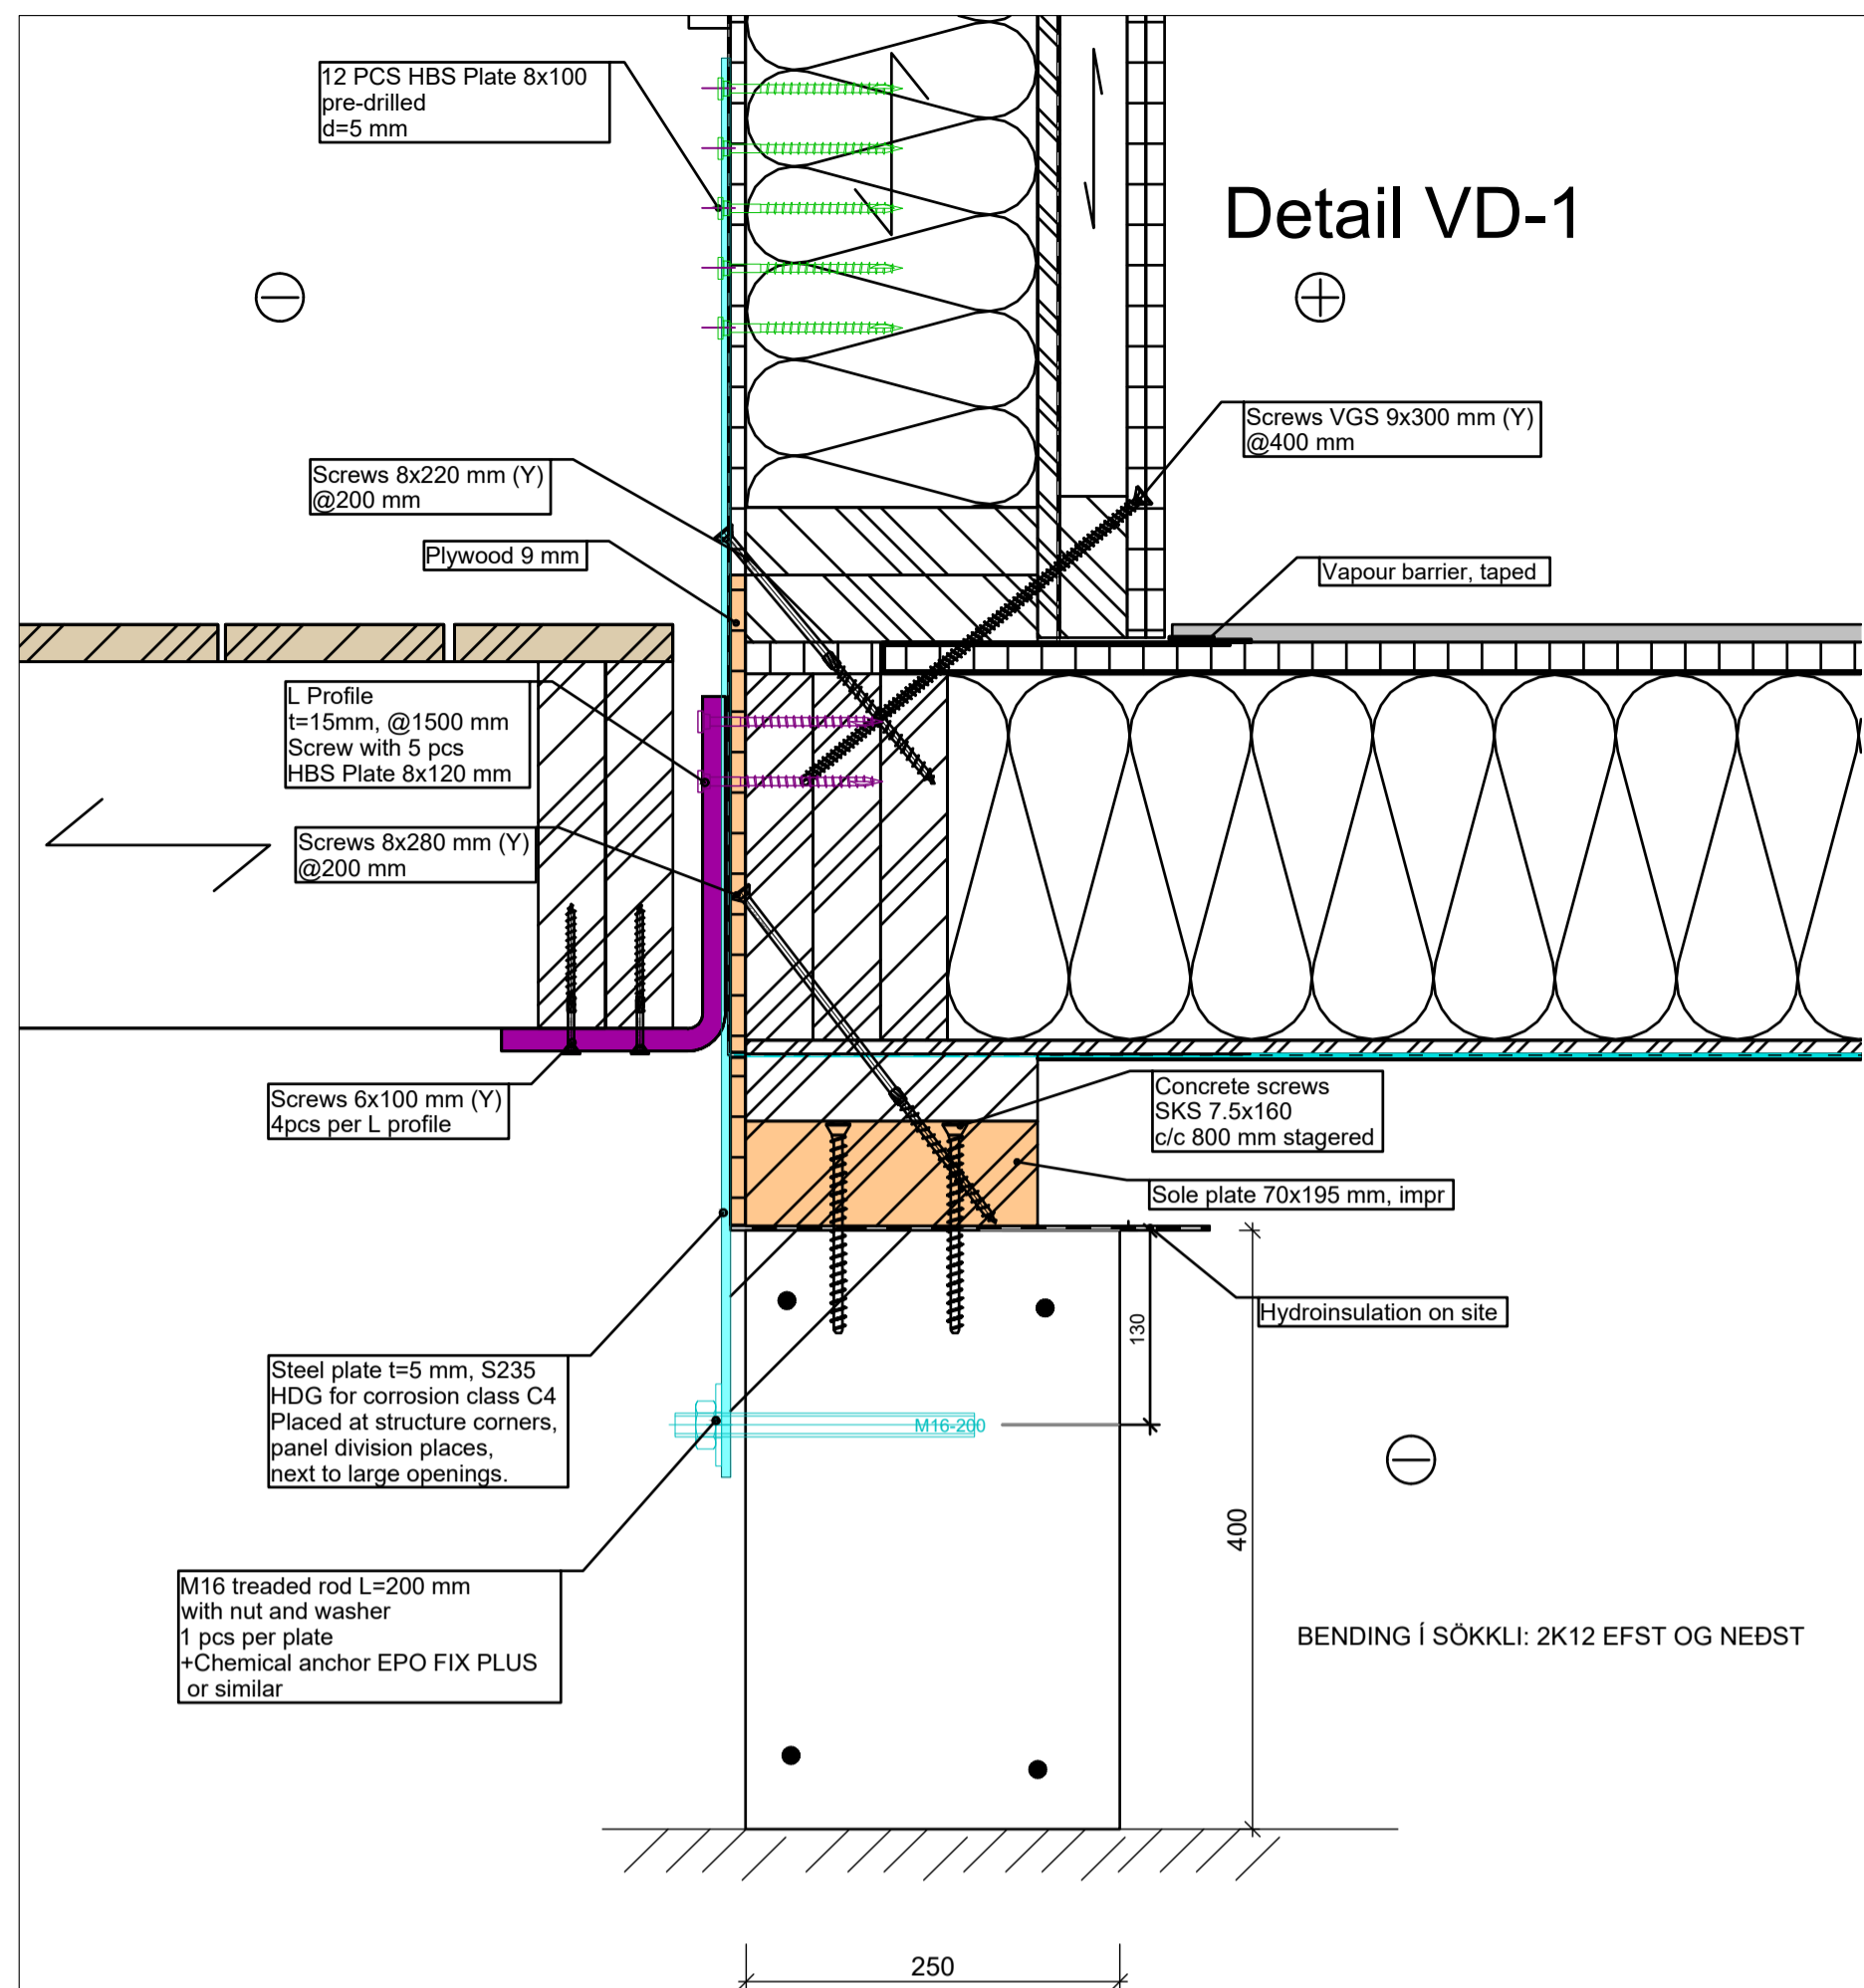 12 PCS HBS Plate 8x100
pre-drilled
d=5 mm
Detail VD-1
Screws VGS 9x300 mm (Y)
@400 mm
Screws 8x220 mm (Y)
@200 mm
Plywood 9 mm
Vapour barrier, taped
L Profile
t=15mm, @1500 mm
Screw with 5 pcs
HBS Plate 8x120 mm
Screws 8x280 mm (Y)
@200 mm
Screws 6x100 mm (Y)
4pcs per L profile
Concrete screws
SKS 7.5x160
c/c 800 mm stagered
Sole plate 70x195 mm, impr
Hydroinsulation on site
130
Steel plate t=5 mm, S235
HDG for corrosion class C4
Placed at structure corners,
panel division places,
next to large openings.
M16-200
400
M16 treaded rod L=200 mm
with nut and washer
1 pcs per plate
+Chemical anchor EPO FIX PLUS
or similar
BENDING Í SÖKKLI: 2K12 EFST OG NEÐST
250